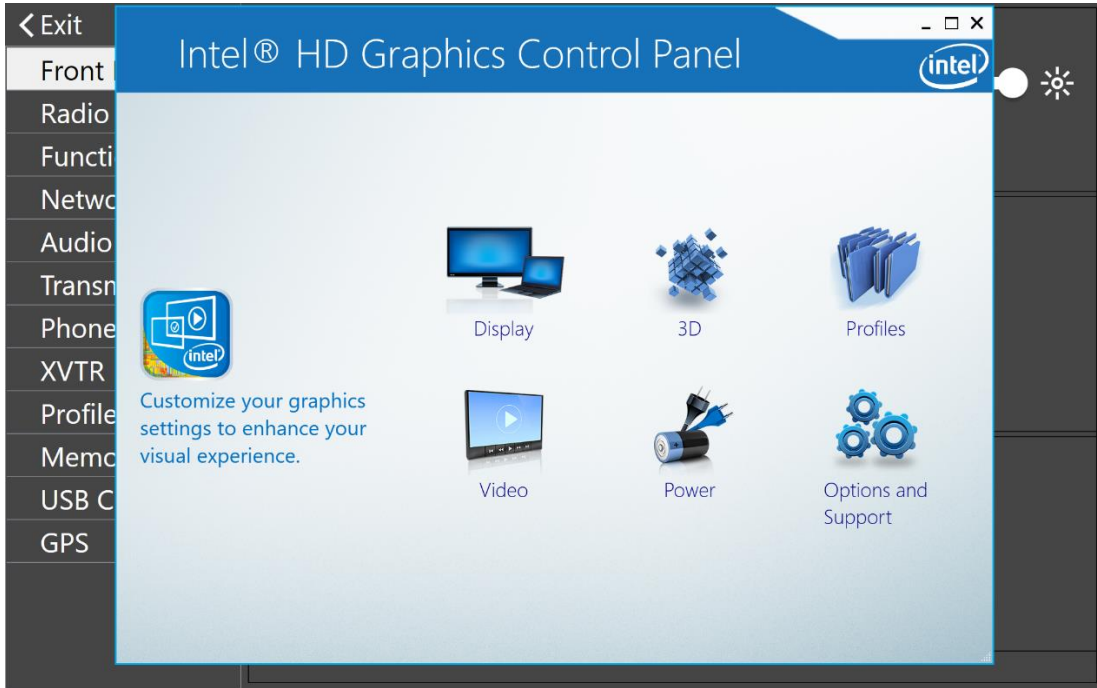 Exit
Intel® HD Graphics Control Panel
intel
Front
Radio
Functi
Netwo
Audio
Transm
Phone
XVTR
Profile
Memo
USB C
GPS
Display
3D
Profiles
intel
Customize your graphics
settings to enhance your
visual experience.
Video
Power
Options and
Support